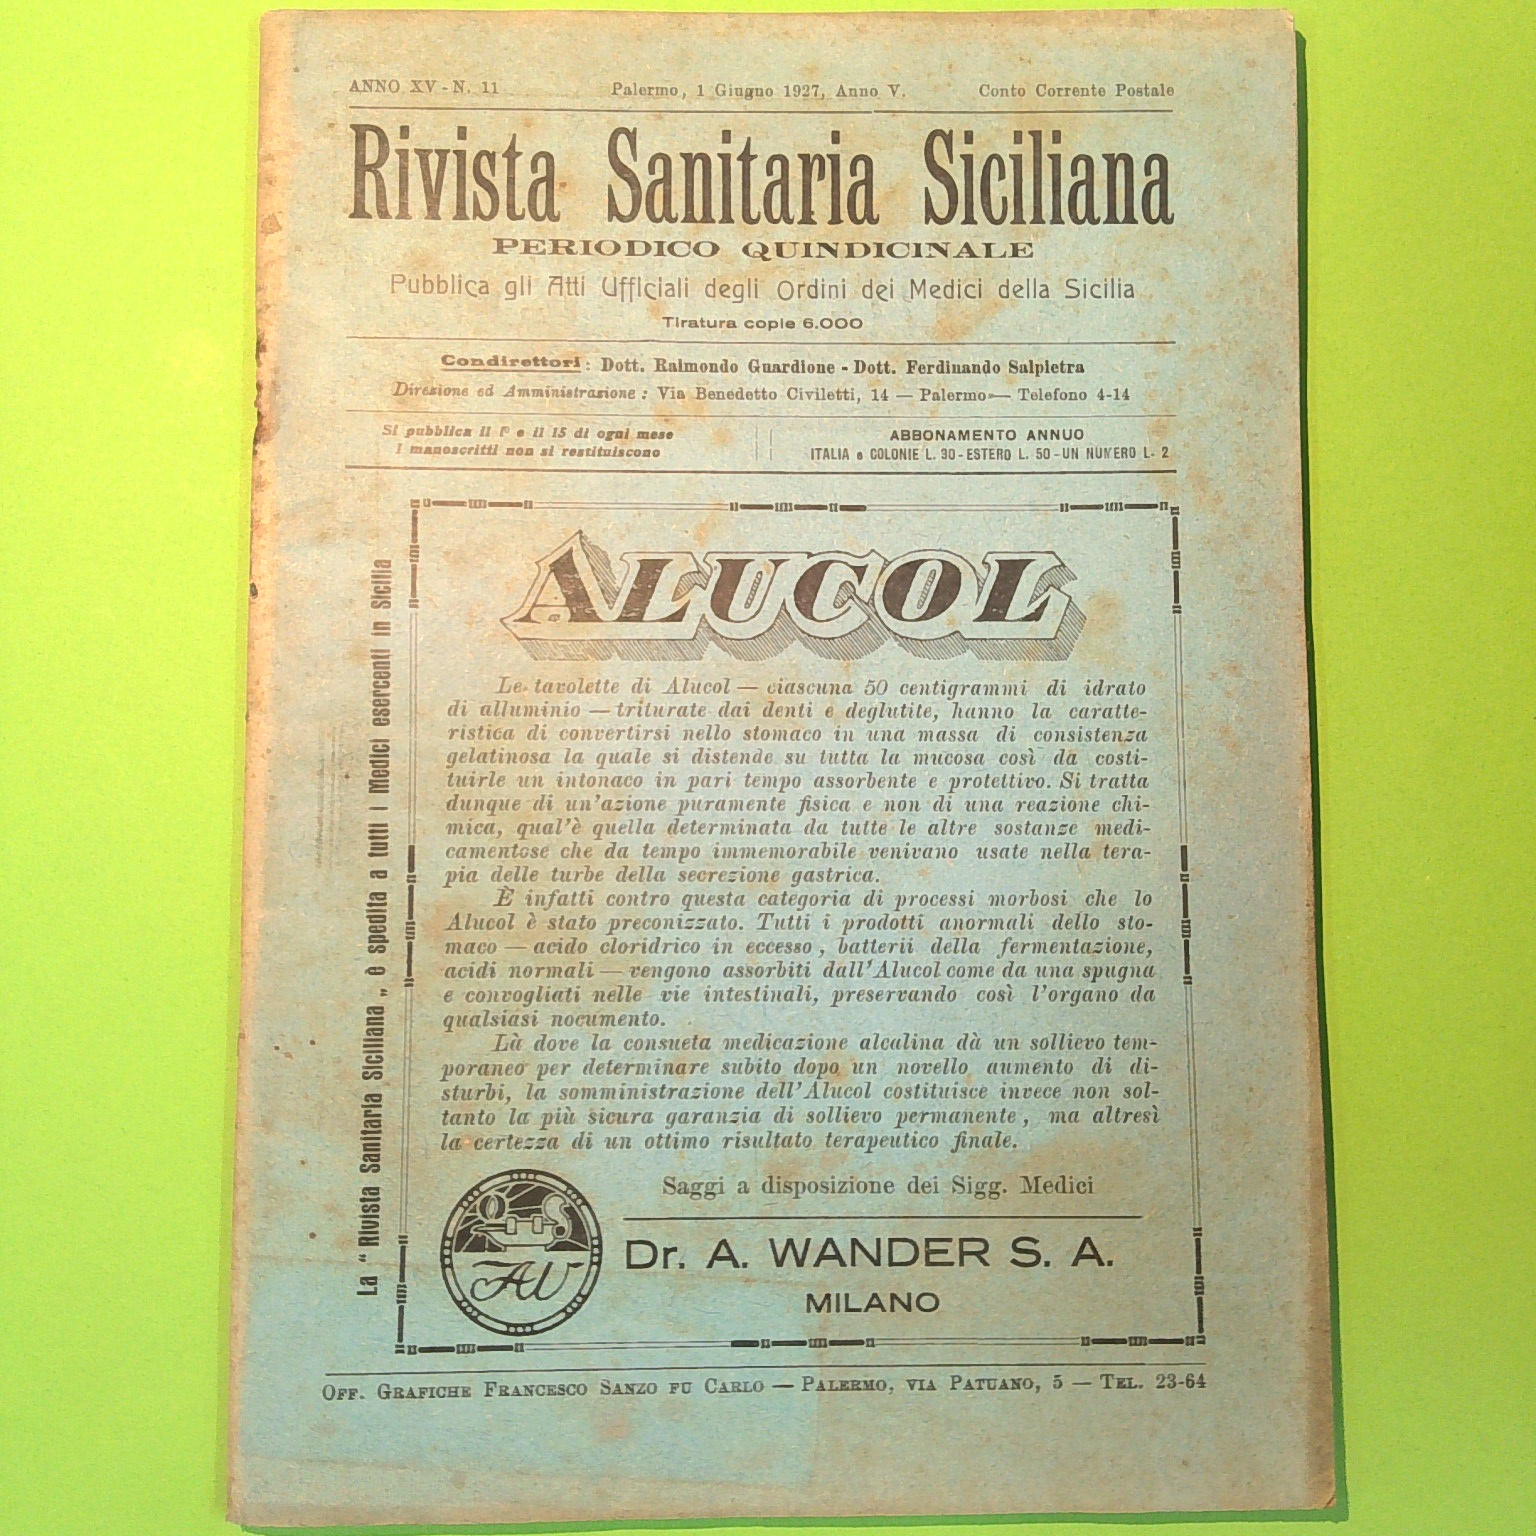 ANNO XV - N. 11 Palermo, 1 Giugno 1927, Anno V. Conto Corrente Postale
Rivista Sanitaria Siciliana
PERIODICO QUINDICINALE
Pubblica gli Atti Ufficiali degli Ordini dei Medici della Sicilia
Tiratura copie 6.000
Condirettori: Dott. Raimondo Guardione - Dott. Ferdinando Salpietra
Direzione ed Amministrazione: Via Benedetto Civiletti, 14 — Palermo — Telefono 4-14
Si pubblica il 1º e il 15 di ogni mese
I manoscritti non si restituiscono
ABBONAMENTO ANNUO
ITALIA e COLONIE L. 30 - ESTERO L. 50 - UN NUMERO L. 2
La "Rivista Sanitaria Siciliana „ è spedita a tutti i Medici esercenti in Sicilia
ALUCOL
Le tavolette di Alucol — ciascuna 50 centigrammi di idrato
di alluminio — triturate dai denti e deglutite, hanno la caratte-
ristica di convertirsi nello stomaco in una massa di consistenza
gelatinosa la quale si distende su tutta la mucosa così da costi-
tuirle un intonaco in pari tempo assorbente e protettivo. Si tratta
dunque di un'azione puramente fisica e non di una reazione chi-
mica, qual'è quella determinata da tutte le altre sostanze medi-
camentose che da tempo immemorabile venivano usate nella tera-
pia delle turbe della secrezione gastrica.
È infatti contro questa categoria di processi morbosi che lo
Alucol è stato preconizzato. Tutti i prodotti anormali dello sto-
maco — acido cloridrico in eccesso, batterii della fermentazione,
acidi normali — vengono assorbiti dall'Alucol come da una spugna
e convogliati nelle vie intestinali, preservando così l'organo da
qualsiasi nocumento.
Là dove la consueta medicazione alcalina dà un sollievo tem-
poraneo per determinare subito dopo un novello aumento di di-
sturbi, la somministrazione dell'Alucol costituisce invece non sol-
tanto la più sicura garanzia di sollievo permanente, ma altresì
la certezza di un ottimo risultato terapeutico finale.
Saggi a disposizione dei Sigg. Medici
AW
Dr. A. WANDER S. A.
MILANO
OFF. GRAFICHE FRANCESCO SANZO FU CARLO — PALERMO, VIA PATUANO, 5 — TEL. 23-64